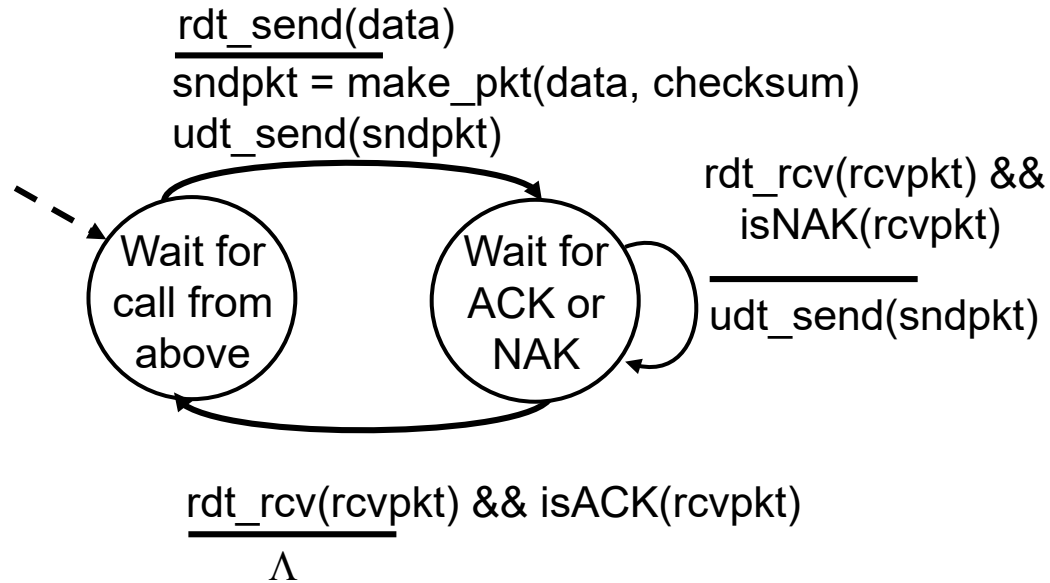 rdt_send(data)
sndpkt = make_pkt(data, checksum)
udt_send(sndpkt)
rdt_rcv(rcvpkt) &&
isNAK(rcvpkt)
udt_send(sndpkt)
Wait for
call from
above
Wait for
ACK or
NAK
rdt_rcv(rcvpkt) && isACK(rcvpkt)
Λ